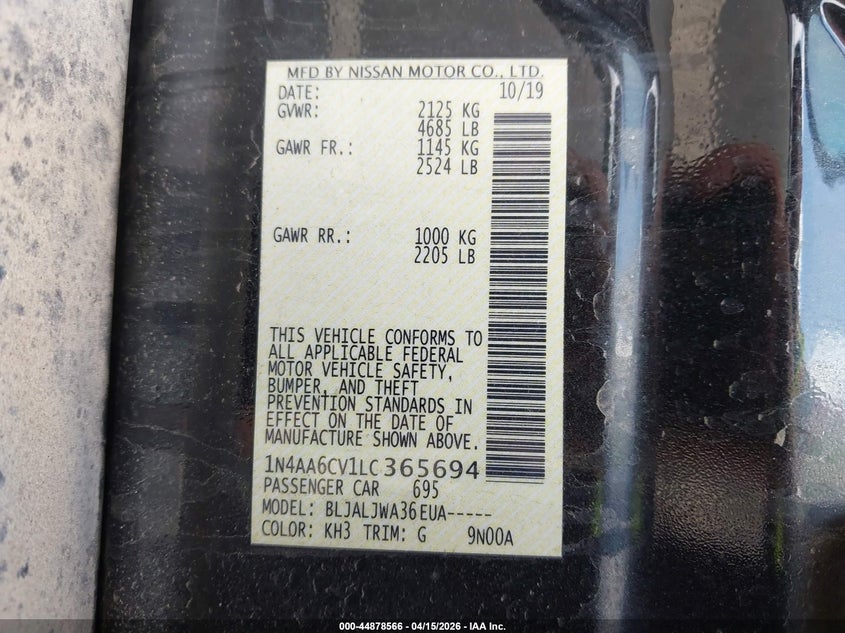 MFD BY NISSAN MOTOR CO., LTD.
DATE: 10/19
GVWR: 2125 KG
4685 LB
GAWR FR.: 1145 KG
2524 LB
GAWR RR.: 1000 KG
2205 LB
THIS VEHICLE CONFORMS TO
ALL APPLICABLE FEDERAL
MOTOR VEHICLE SAFETY,
BUMPER, AND THEFT
PREVENTION STANDARDS IN
EFFECT ON THE DATE OF
MANUFACTURE SHOWN ABOVE.
1N4AA6CV1LC365694
PASSENGER CAR 695
MODEL: BLJALJWA36EUA-----
COLOR: KH3 TRIM: G 9N00A
000-44878566 - 04/15/2026 - IAA Inc.